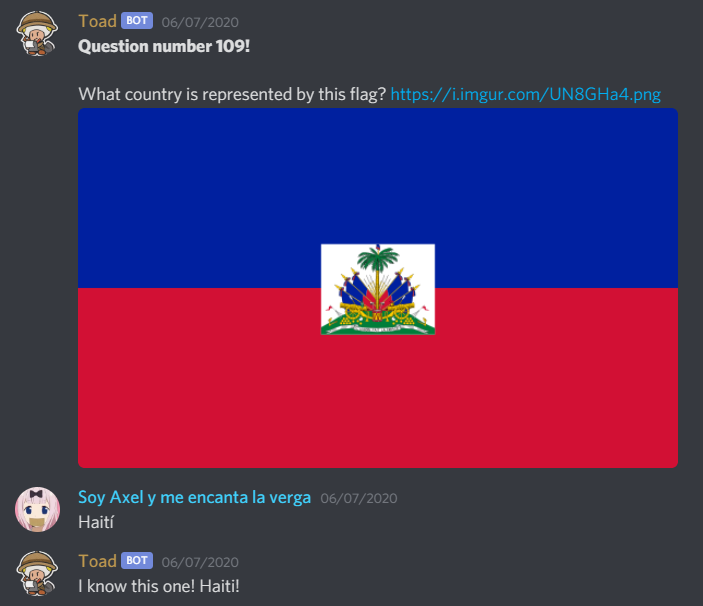 Toad BOT 06/07/2020
Question number 109!
What country is represented by this flag? https://i.imgur.com/UN8GHa4.png
Soy Axel y me encanta la verga 06/07/2020
Haití
Toad BOT 06/07/2020
I know this one! Haiti!